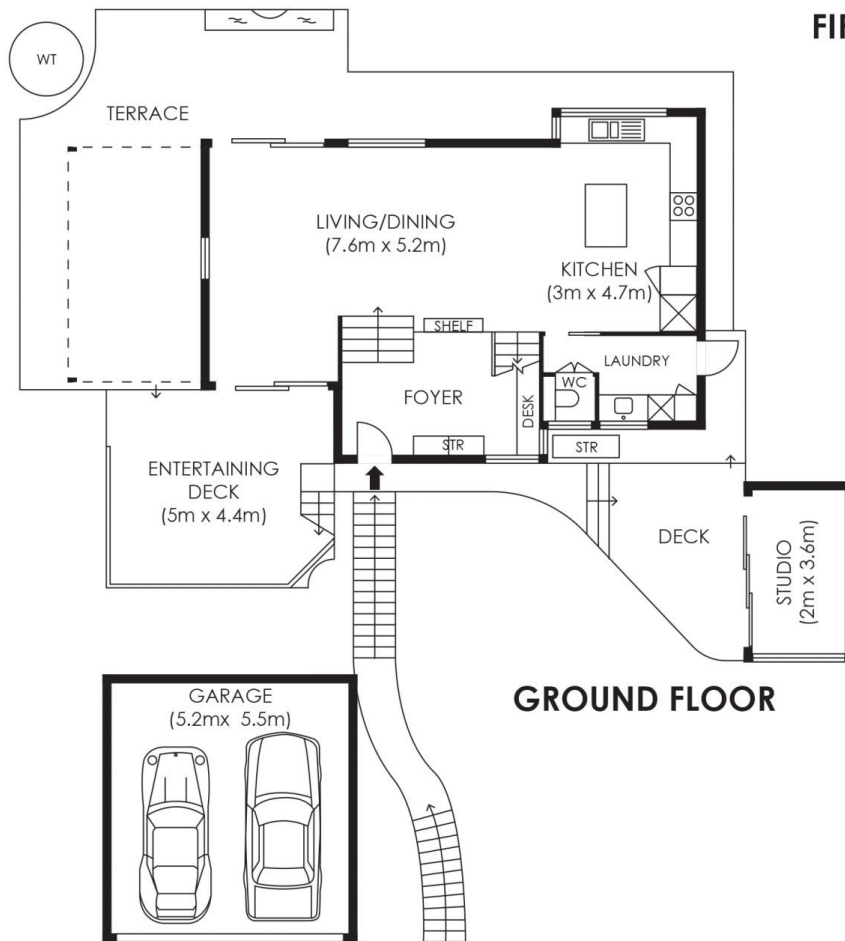 FI
WT
TERRACE
LIVING/DINING
(7.6m x 5.2m)
KITCHEN
(3m x 4.7m)
SHELF
LAUNDRY
WC
FOYER
DESK
STR
STR
ENTERTAINING
DECK
(5m x 4.4m)
DECK
STUDIO
(2m x 3.6m)
GROUND FLOOR
GARAGE
(5.2mx 5.5m)